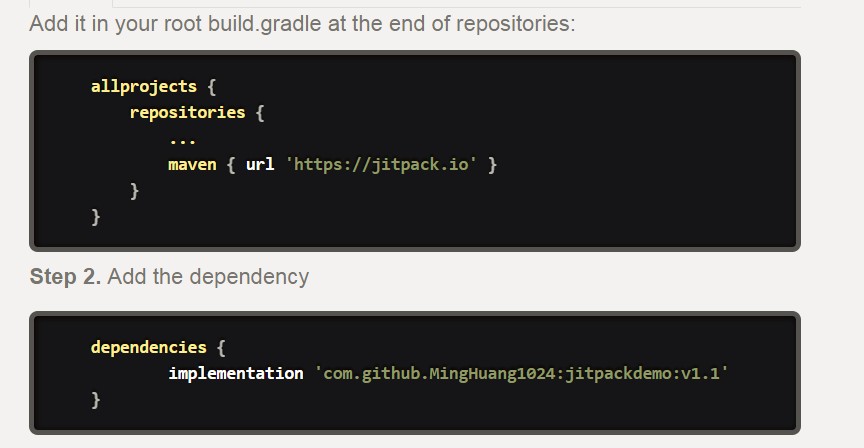 Add it in your root build.gradle at the end of repositories:
allprojects {
repositories {
...
maven { url 'https://jitpack.io' }
}
}
Step 2. Add the dependency
dependencies {
implementation 'com.github.MingHuang1024:jitpackdemo:v1.1'
}